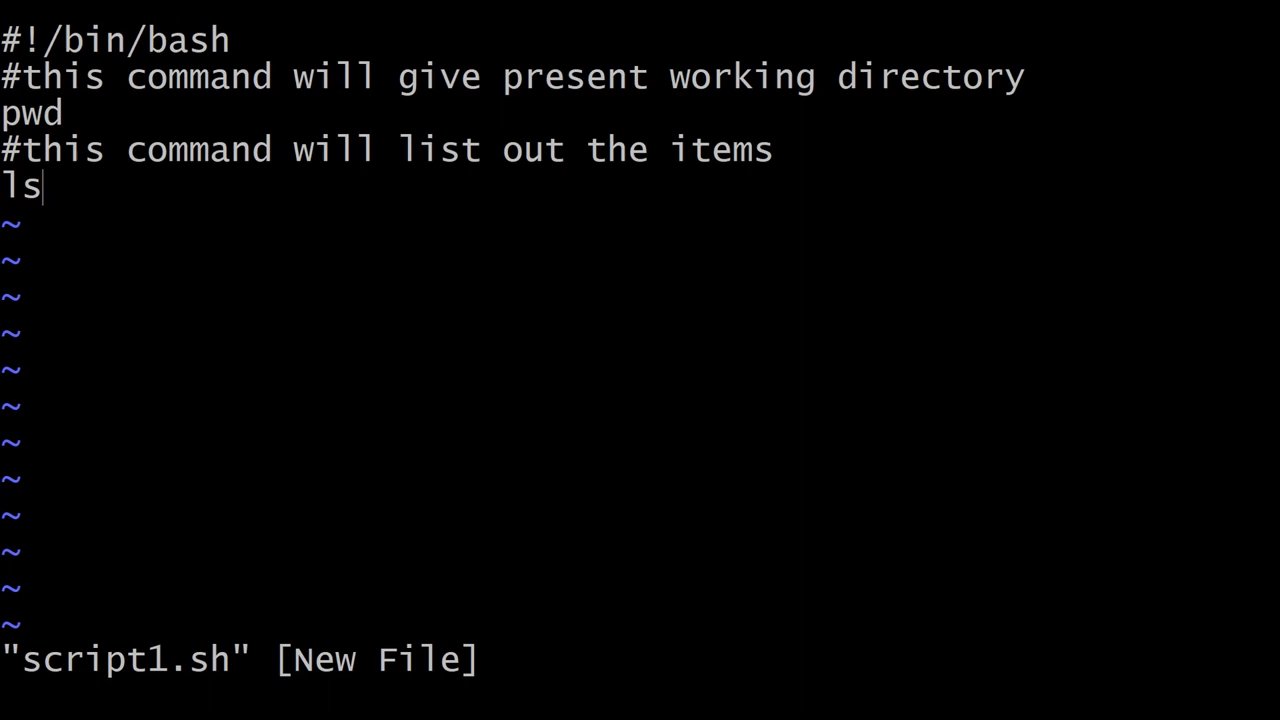 #!/bin/bash
#this command will give present working directory
pwd
#this command will list out the items
ls
~
~
~
~
~
~
~
~
~
~
~
~
"script1.sh" [New File]